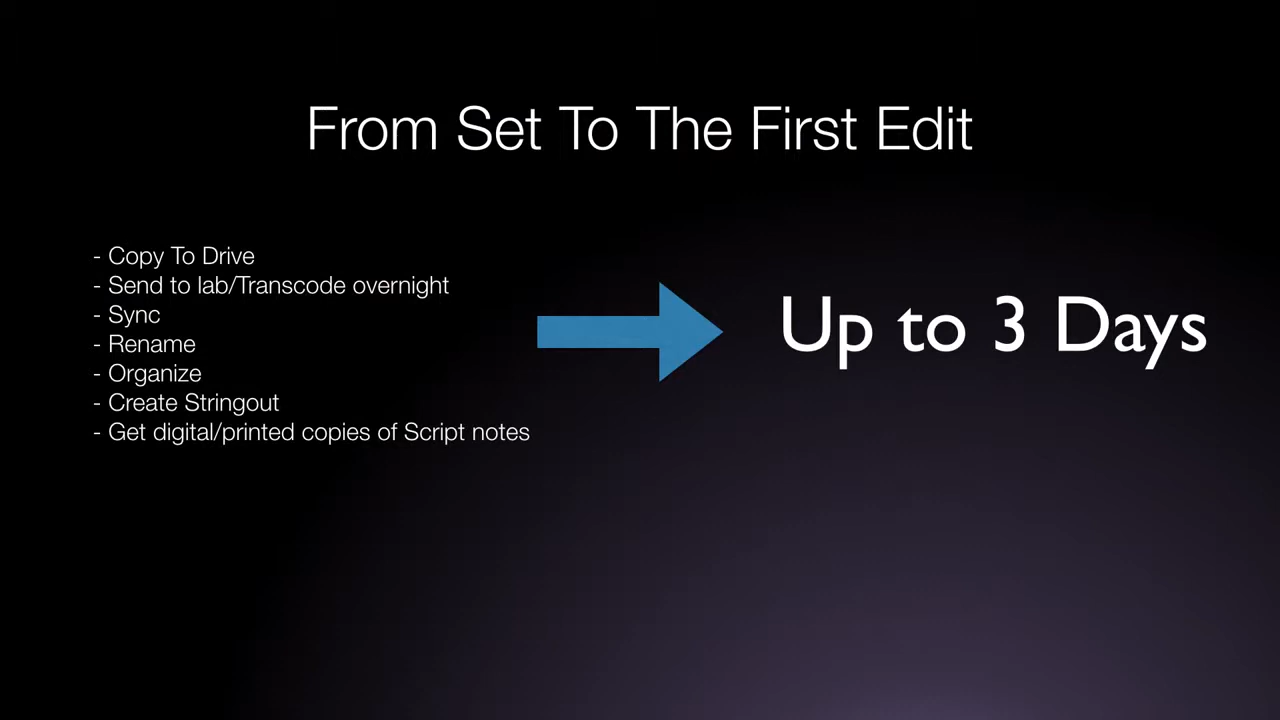 From Set To The First Edit
- Copy To Drive
- Send to lab/Transcode overnight
- Sync
- Rename
- Organize
- Create Stringout
- Get digital/printed copies of Script notes
Up to 3 Days